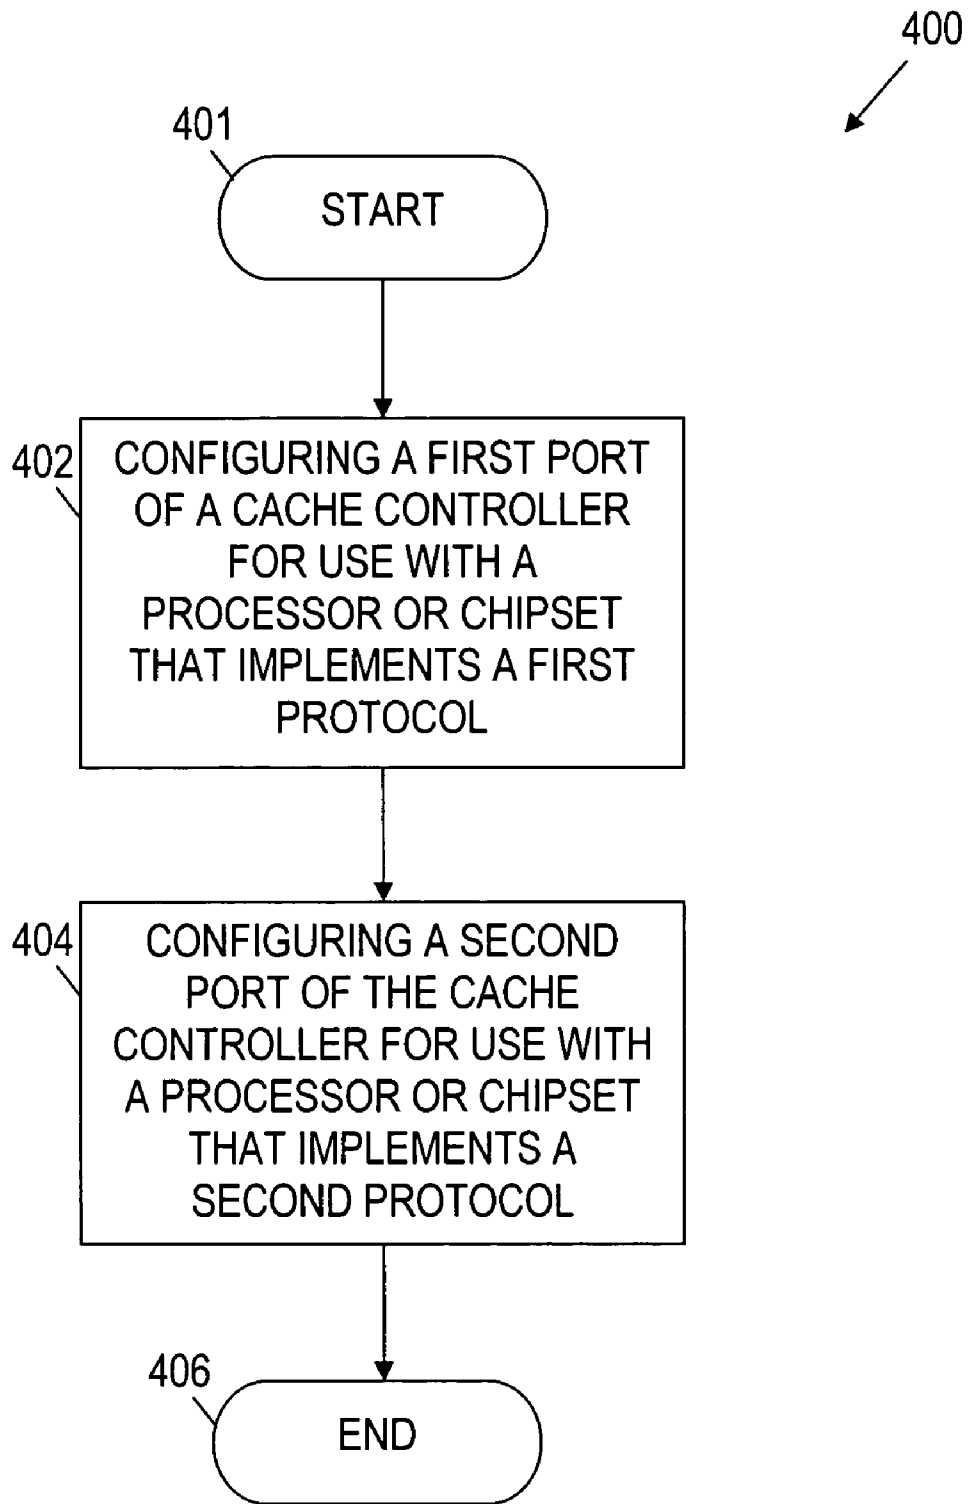 400
401
START
402
CONFIGURING A FIRST PORT
OF A CACHE CONTROLLER
FOR USE WITH A
PROCESSOR OR CHIPSET
THAT IMPLEMENTS A FIRST
PROTOCOL
404
CONFIGURING A SECOND
PORT OF THE CACHE
CONTROLLER FOR USE WITH
A PROCESSOR OR CHIPSET
THAT IMPLEMENTS A
SECOND PROTOCOL
406
END